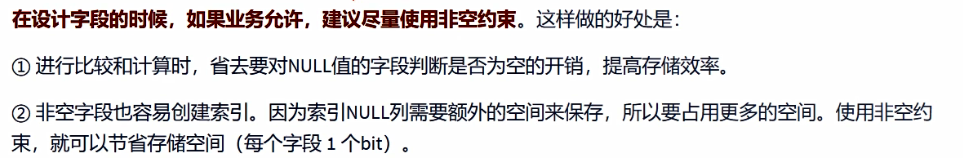 在设计字段的时候，如果业务允许，建议尽量使用非空约束。这样做的好处是：
① 进行比较和计算时，省去要对NULL值的字段判断是否为空的开销，提高存储效率。
② 非空字段也容易创建索引。因为索引NULL列需要额外的空间来保存，所以要占用更多的空间。使用非空约
束，就可以节省存储空间（每个字段 1 个bit）。